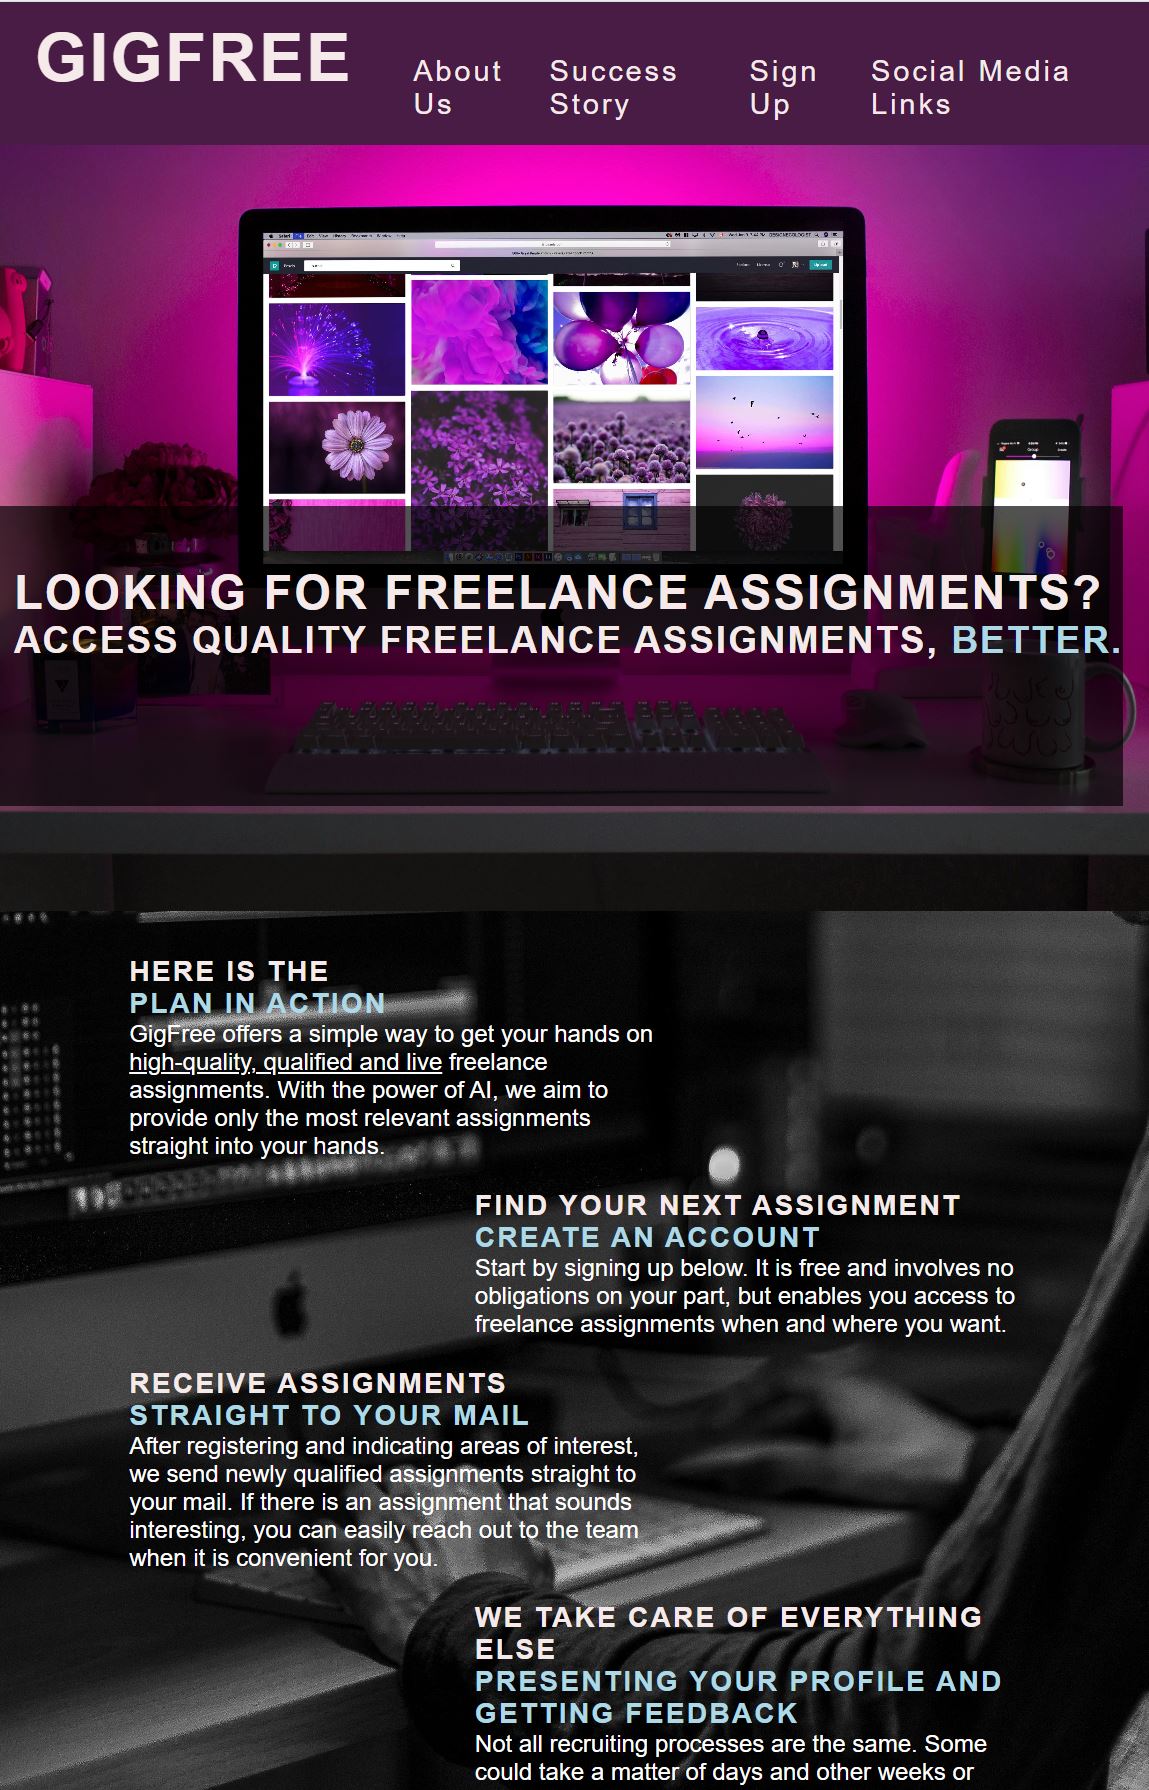 GIGFREE
About Us
Success Story
Sign Up
Social Media Links
LOOKING FOR FREELANCE ASSIGNMENTS?
ACCESS QUALITY FREELANCE ASSIGNMENTS, BETTER.
HERE IS THE
PLAN IN ACTION
GigFree offers a simple way to get your hands on
high-quality, qualified and live freelance
assignments. With the power of AI, we aim to
provide only the most relevant assignments
straight into your hands.
FIND YOUR NEXT ASSIGNMENT
CREATE AN ACCOUNT
Start by signing up below. It is free and involves no
obligations on your part, but enables you access to
freelance assignments when and where you want.
RECEIVE ASSIGNMENTS
STRAIGHT TO YOUR MAIL
After registering and indicating areas of interest,
we send newly qualified assignments straight to
your mail. If there is an assignment that sounds
interesting, you can easily reach out to the team
when it is convenient for you.
WE TAKE CARE OF EVERYTHING
ELSE
PRESENTING YOUR PROFILE AND
GETTING FEEDBACK
Not all recruiting processes are the same. Some
could take a matter of days and other weeks or